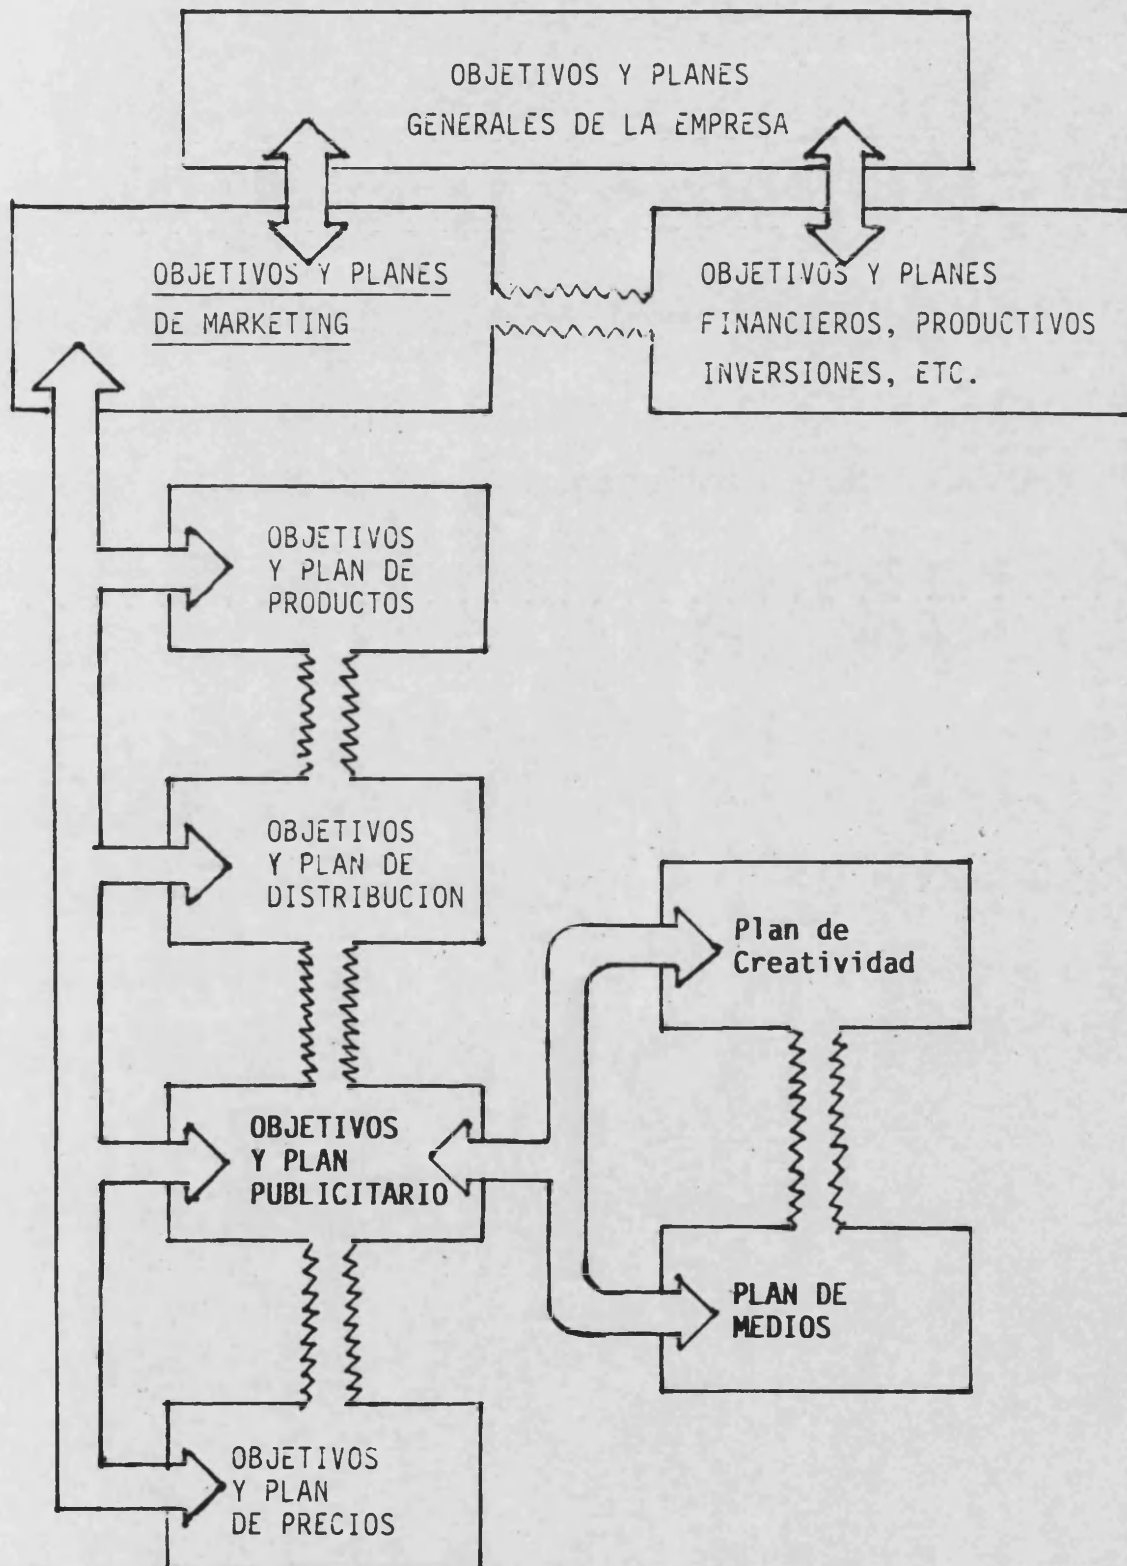 OBJETIVOS Y PLANES
GENERALES DE LA EMPRESA
OBJETIVOS Y PLANES
DE MARKETING
OBJETIVOS Y PLANES
FINANCIEROS, PRODUCTIVOS
INVERSIONES, ETC.
OBJETIVOS
Y PLAN DE
PRODUCTOS
OBJETIVOS
Y PLAN DE
DISTRIBUCION
Plan de
Creatividad
OBJETIVOS
Y PLAN
PUBLICITARIO
PLAN DE
MEDIOS
OBJETIVOS
Y PLAN
DE PRECIOS